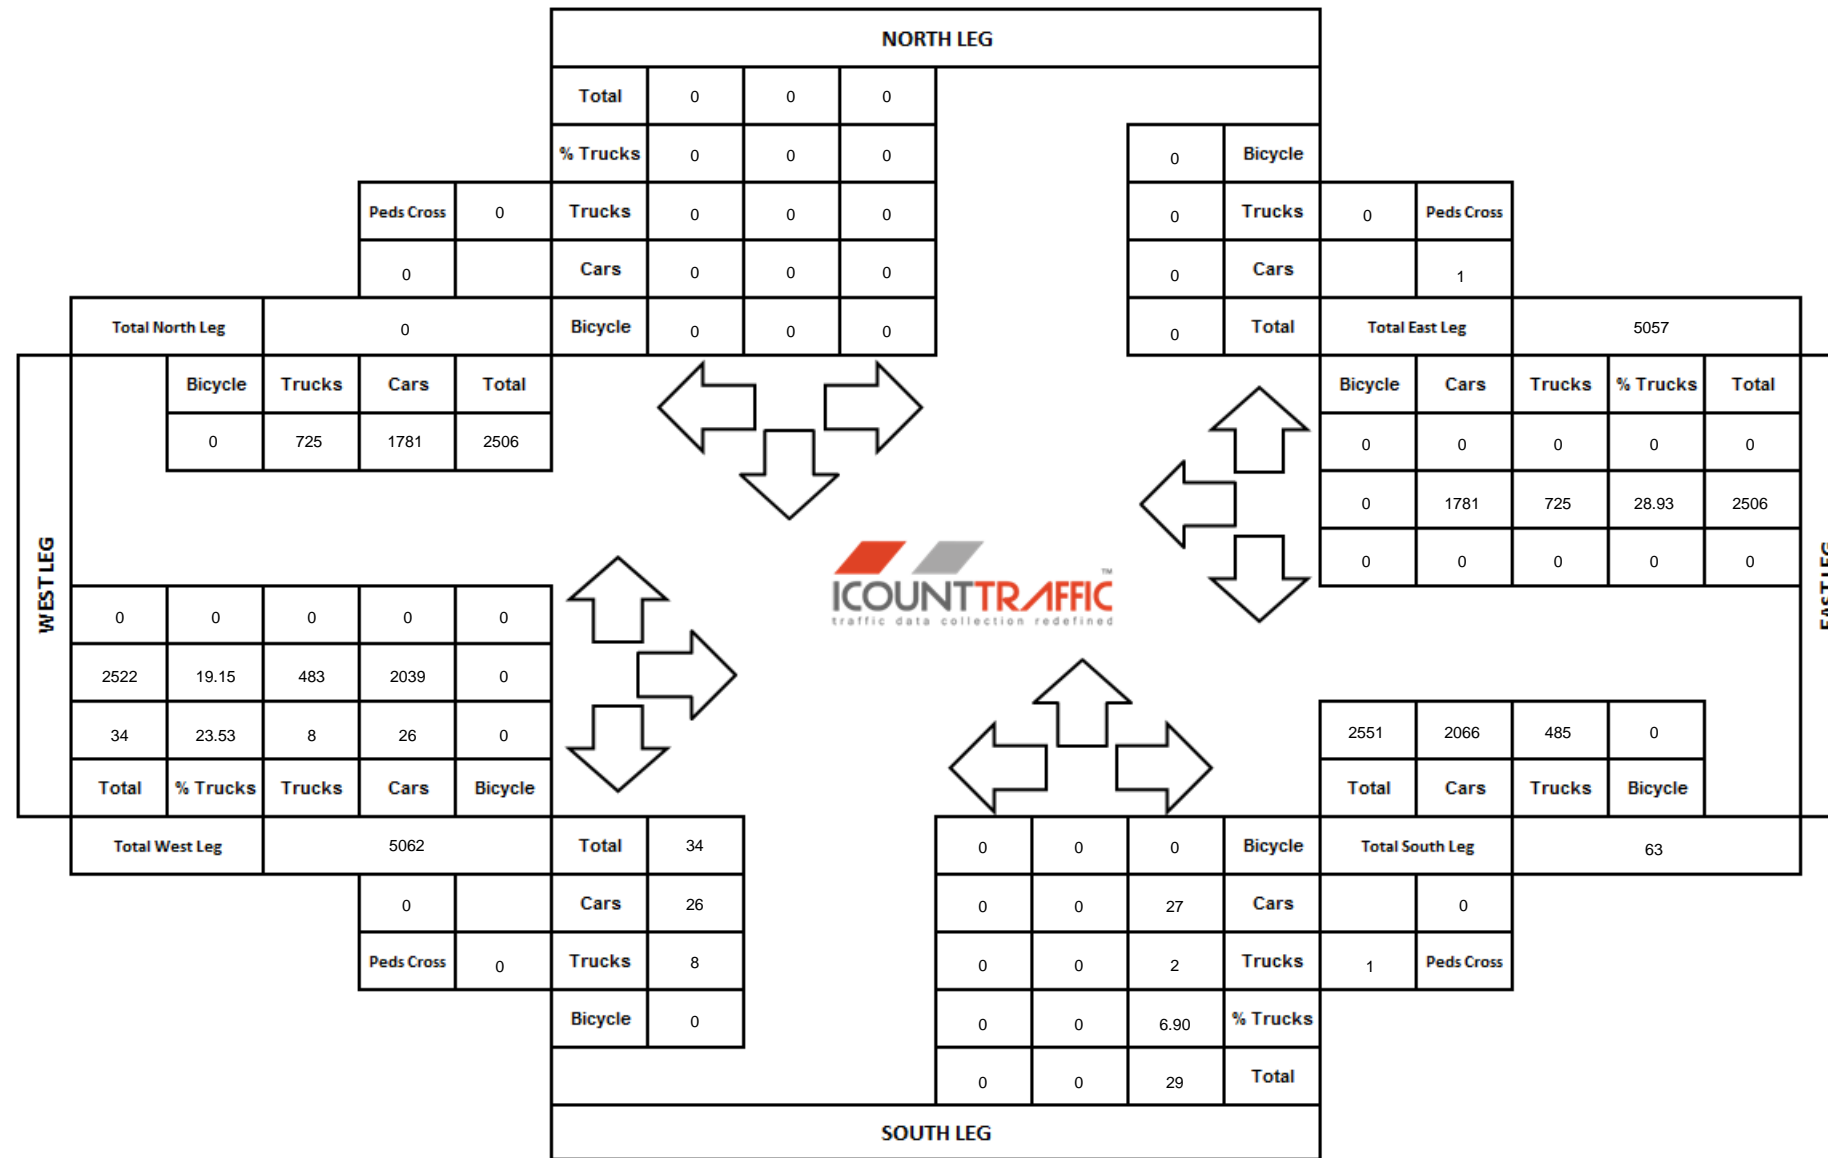 NORTH LEG
Total 0 0 0
% Trucks 0 0 0 0 Bicycle
Peds Cross 0 Trucks 0 0 0 0 Trucks 0 Peds Cross
0 Cars 0 0 0 0 Cars 1
Total North Leg 0 Bicycle 0 0 0 0 Total Total East Leg 5057
Bicycle Trucks Cars Total Bicycle Cars Trucks % Trucks Total
0 725 1781 2506 0 0 0 0 0
0 1781 725 28.93 2506
0 0 0 0 0
WEST LEG
EAST LEG
ICOUNTTRAFFIC™
traffic data collection redefined
0 0 0 0 0
2522 19.15 483 2039 0
34 23.53 8 26 0 2551 2066 485 0
Total % Trucks Trucks Cars Bicycle Total Cars Trucks Bicycle
Total West Leg 5062 Total 34 0 0 0 Bicycle Total South Leg 63
0 Cars 26 0 0 27 Cars 0
Peds Cross 0 Trucks 8 0 0 2 Trucks 1 Peds Cross
Bicycle 0 0 0 6.90 % Trucks
0 0 29 Total
SOUTH LEG